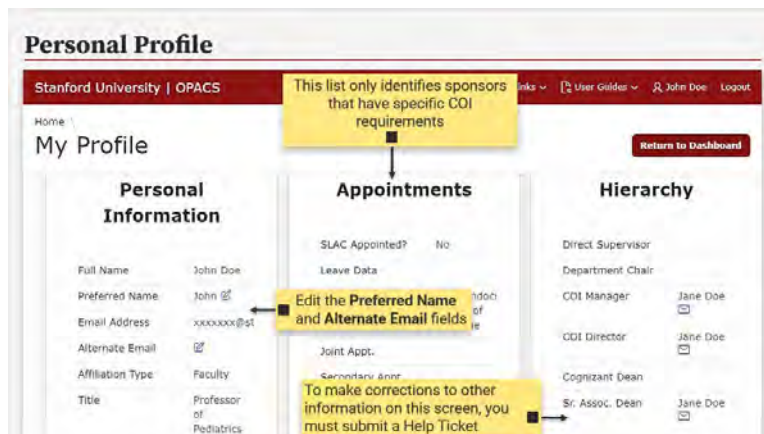 Personal Profile
Stanford University | OPACS
User Guides
John Doe
Logout
This list only identifies sponsors
that have specific COI
requirements
Home \
My Profile
Return to Dashboard
Personal
Information
Full Name John Doe
Preferred Name John
Email Address xxxxxxx@st
Alternate Email
Affiliation Type Faculty
Title Professor
of
Pediatrics
Appointments
SLAC Appointed? No
Leave Data
Edit the Preferred Name
and Alternate Email fields
Joint Appt.
Secondary Appt.
To make corrections to other
information on this screen, you
must submit a Help Ticket
Hierarchy
Direct Supervisor
Department Chair
COI Manager Jane Doe
COI Director Jane Doe
Cognizant Dean
Sr. Assoc. Dean Jane Doe